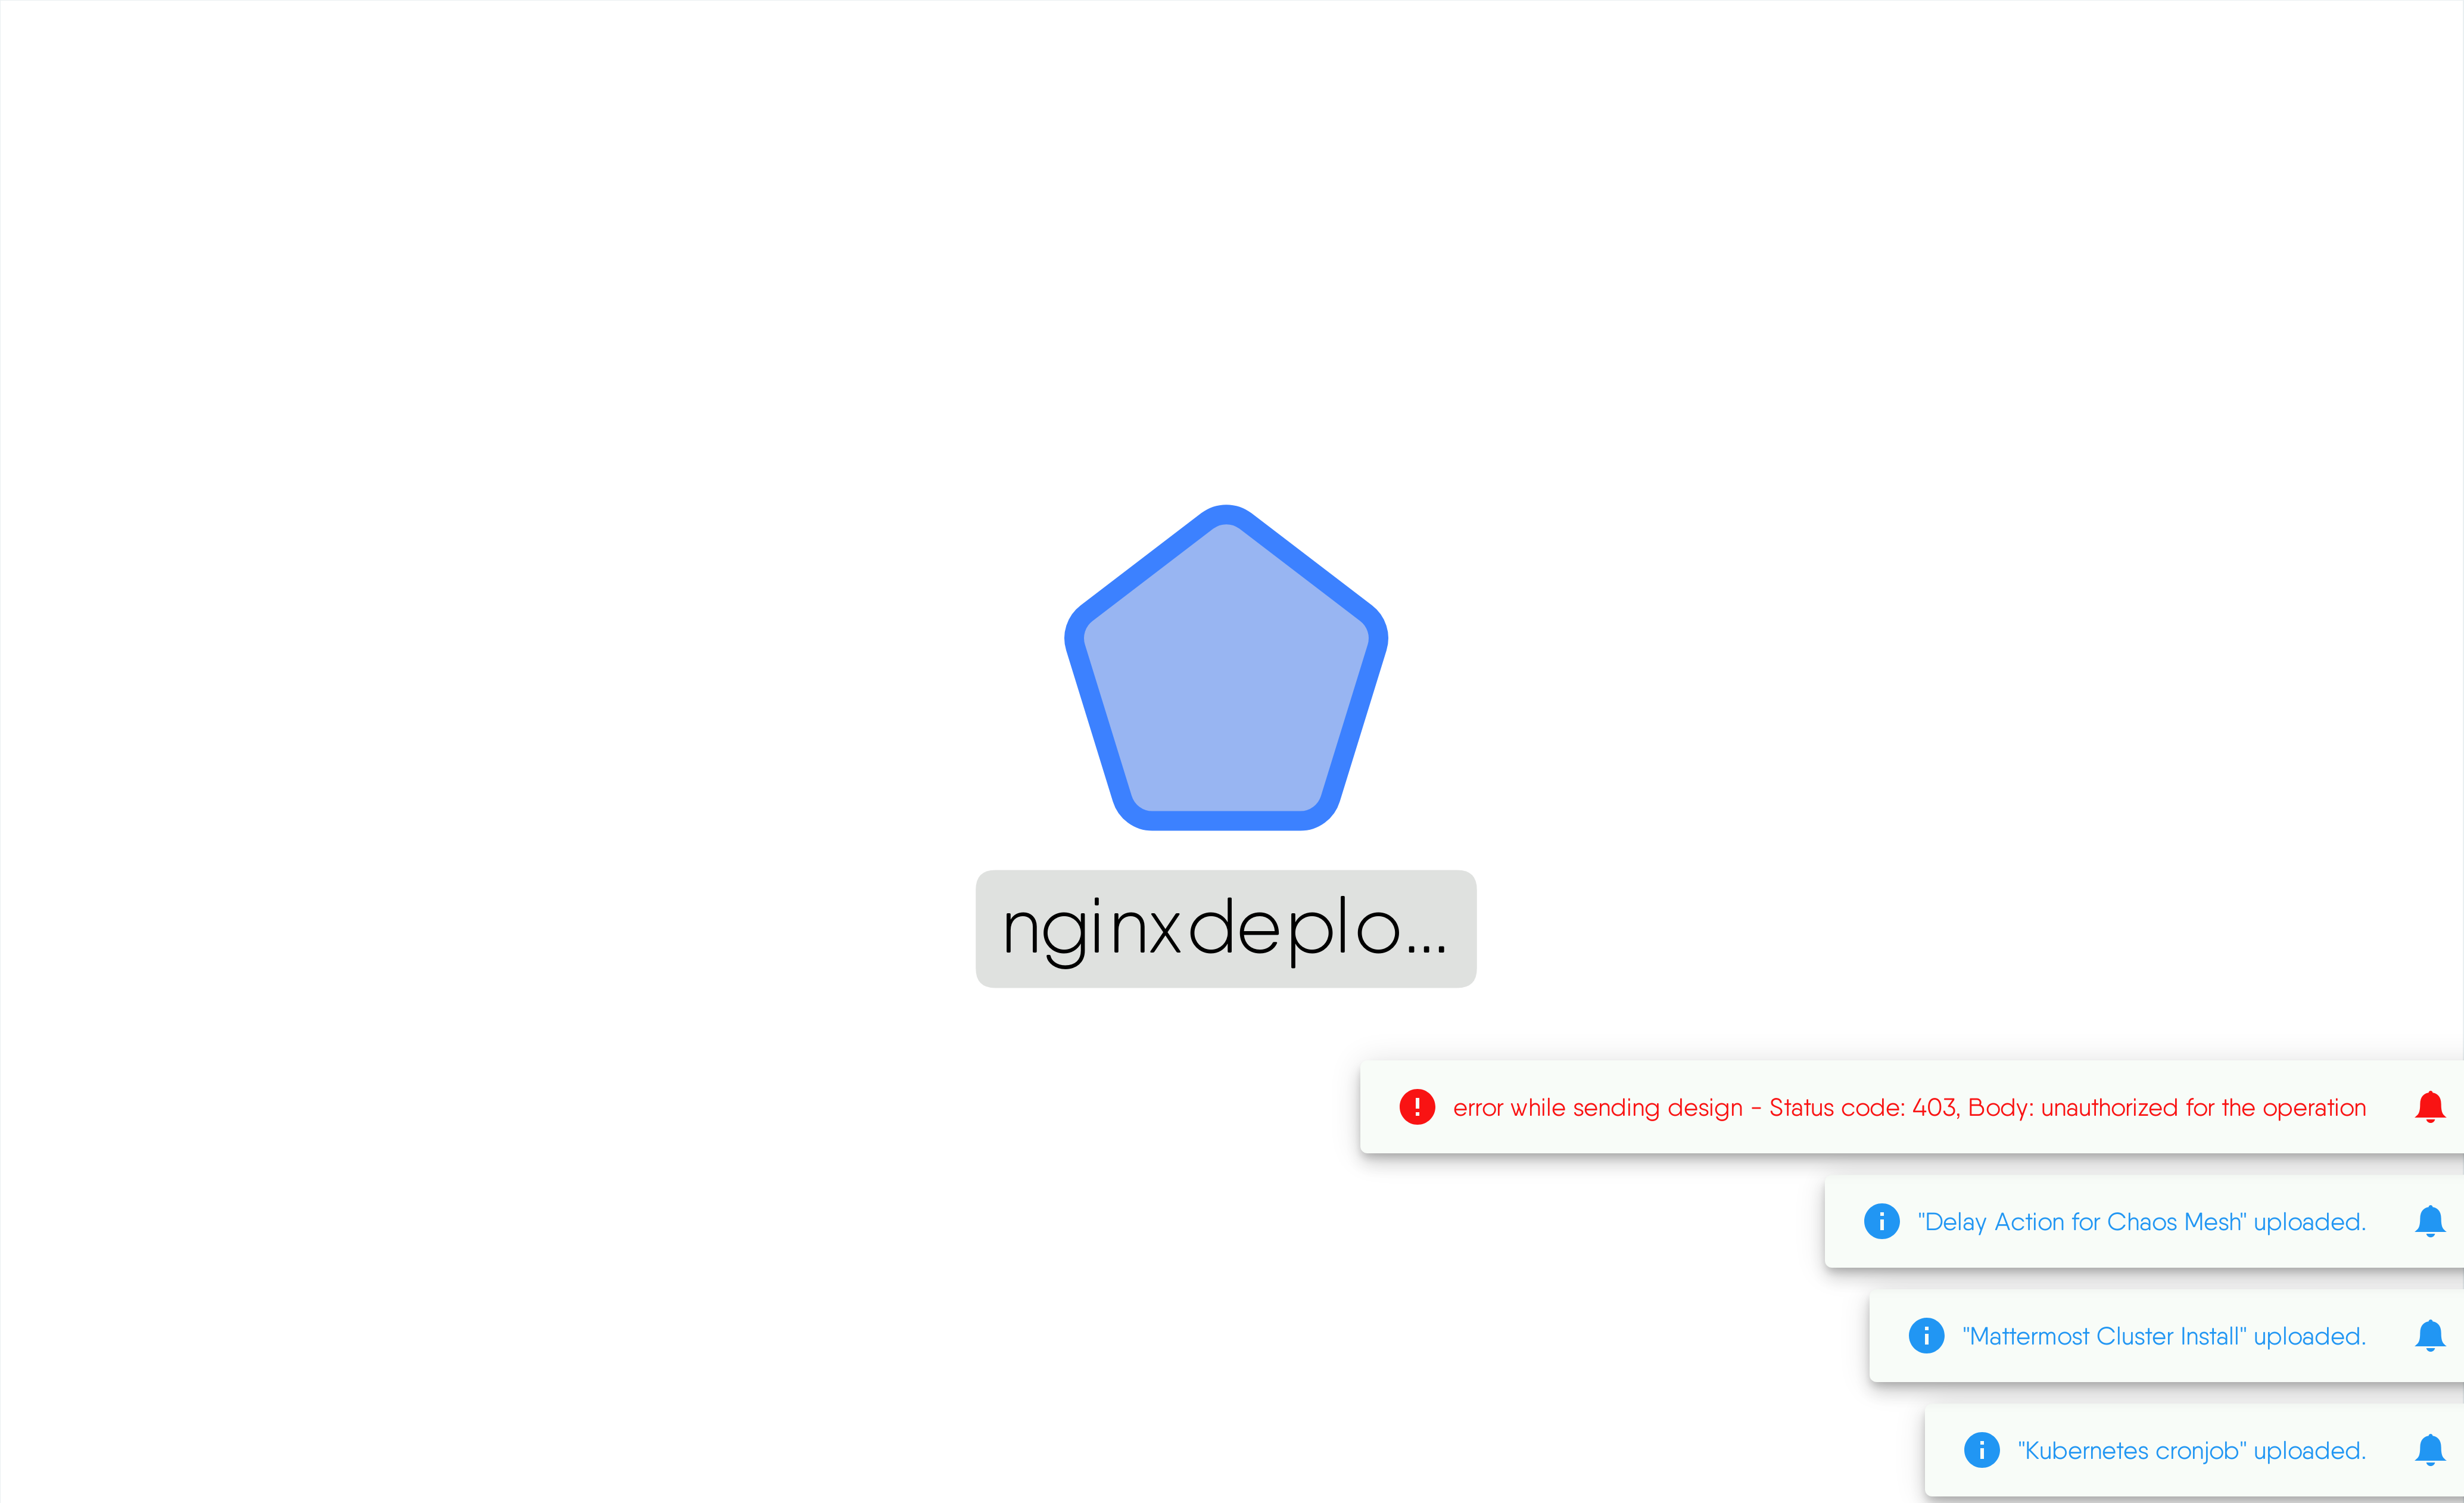 nginxdeplo...
error while sending design - Status code: 403, Body: unauthorized for the operation
"Delay Action for Chaos Mesh" uploaded.
"Mattermost Cluster Install" uploaded.
"Kubernetes cronjob" uploaded.